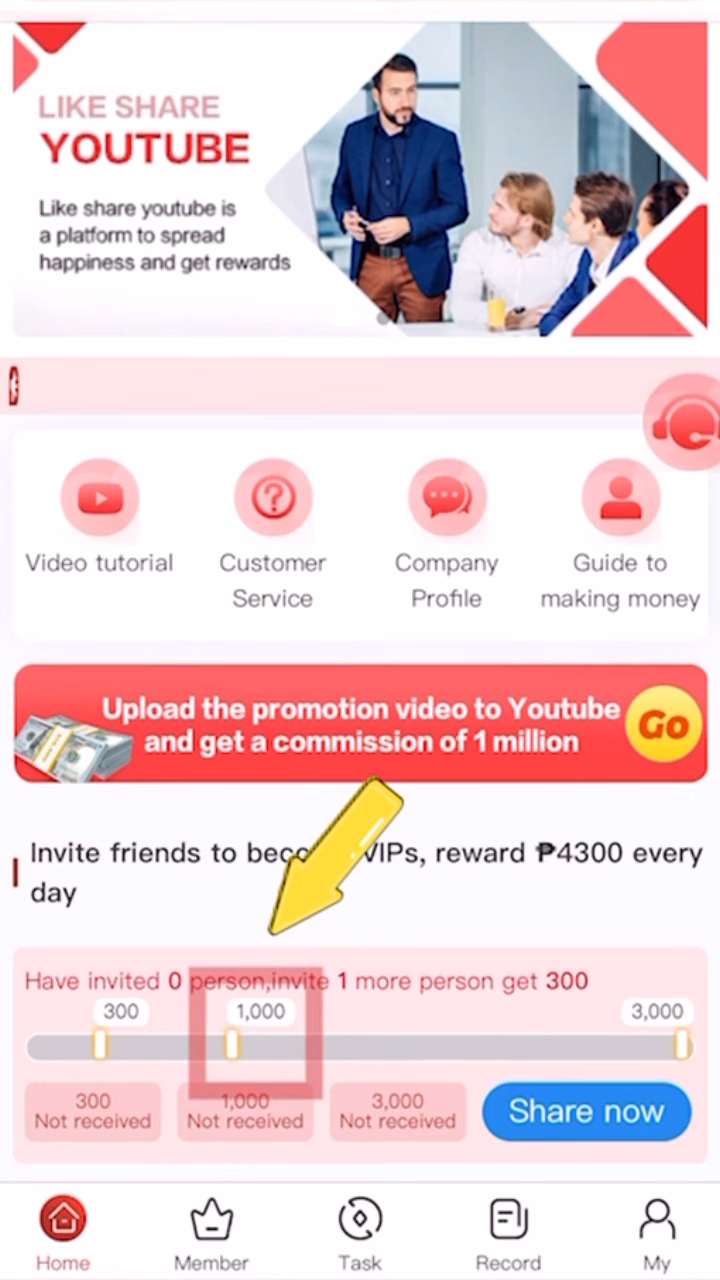 LIKE SHARE
YOUTUBE
Like share youtube is
a platform to spread
happiness and get rewards
Video tutorial
Customer
Service
Company
Profile
Guide to
making money
Upload the promotion video to Youtube
and get a commission of 1 million
Go
Invite friends to VIPs, reward ₱4300 every
day
Have invited 0 person,invite 1 more person get 300
300
1,000
3,000
300
Not received
1,000
Not received
3,000
Not received
Share now
Home
Member
Task
Record
My